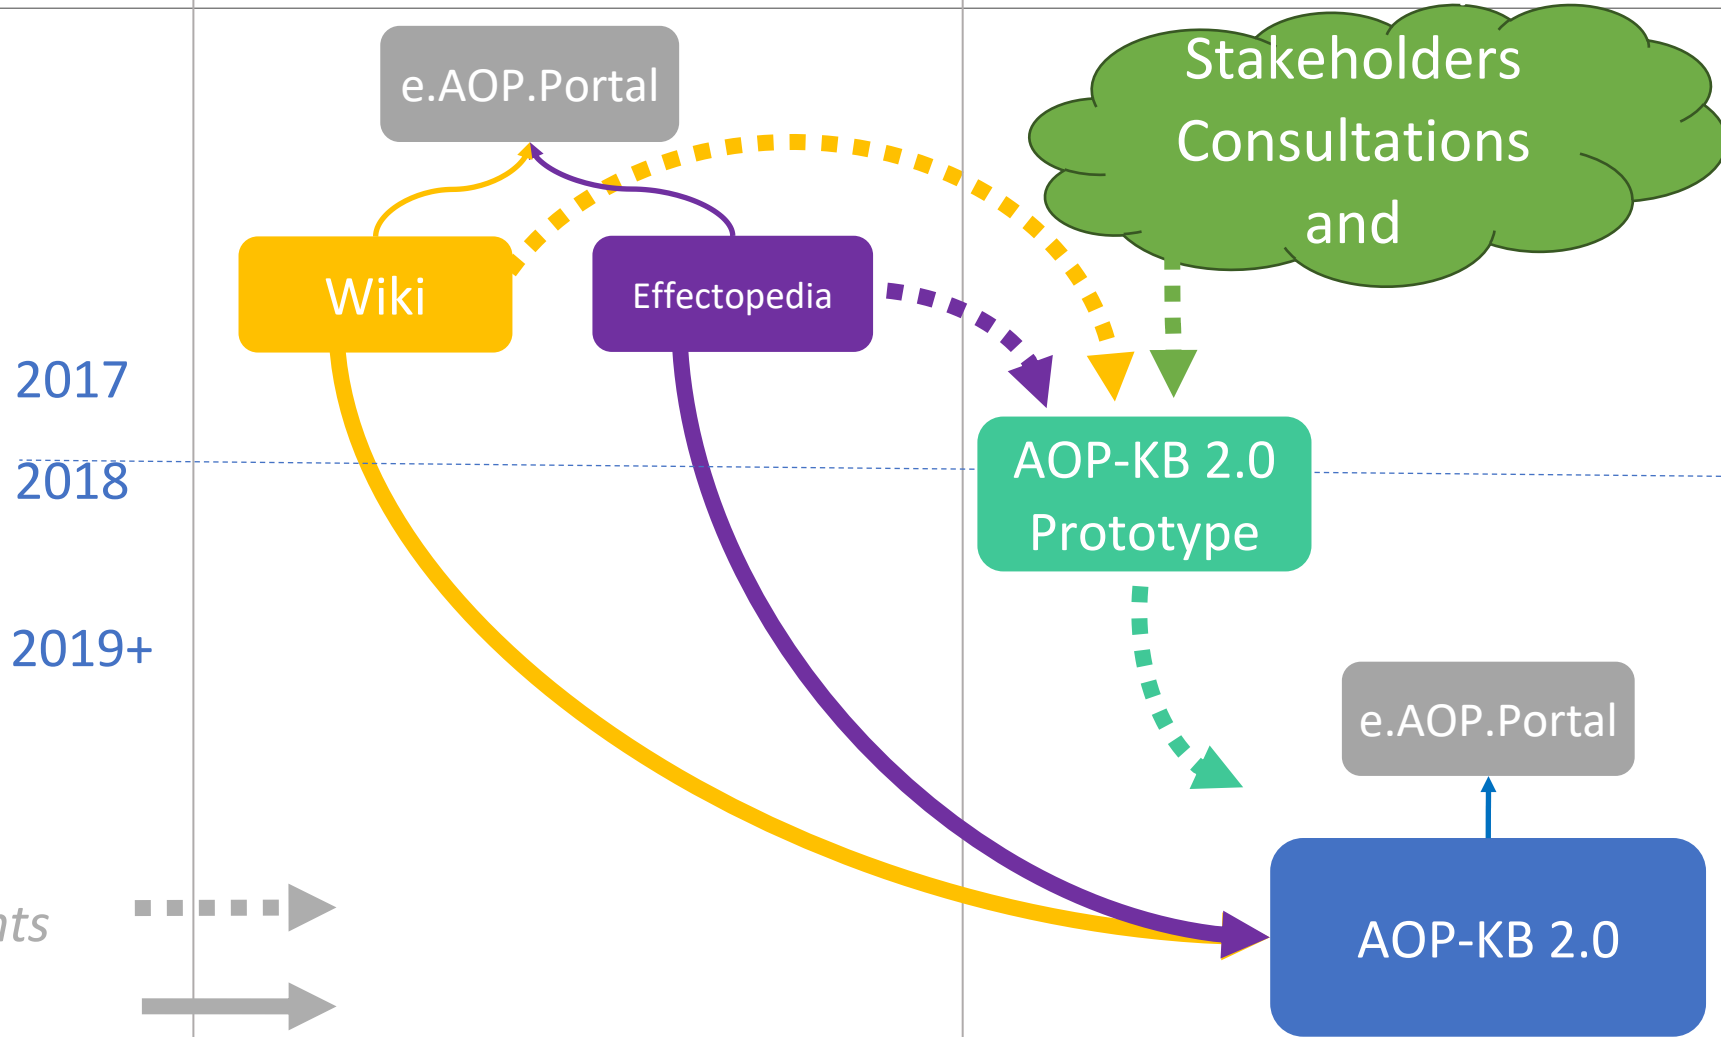 e.AOP.Portal
Stakeholders
Consultations
and
Wiki
Effectopedia
2017
AOP-KB 2.0
Prototype
2018
2019+
e.AOP.Portal
AOP-KB 2.0